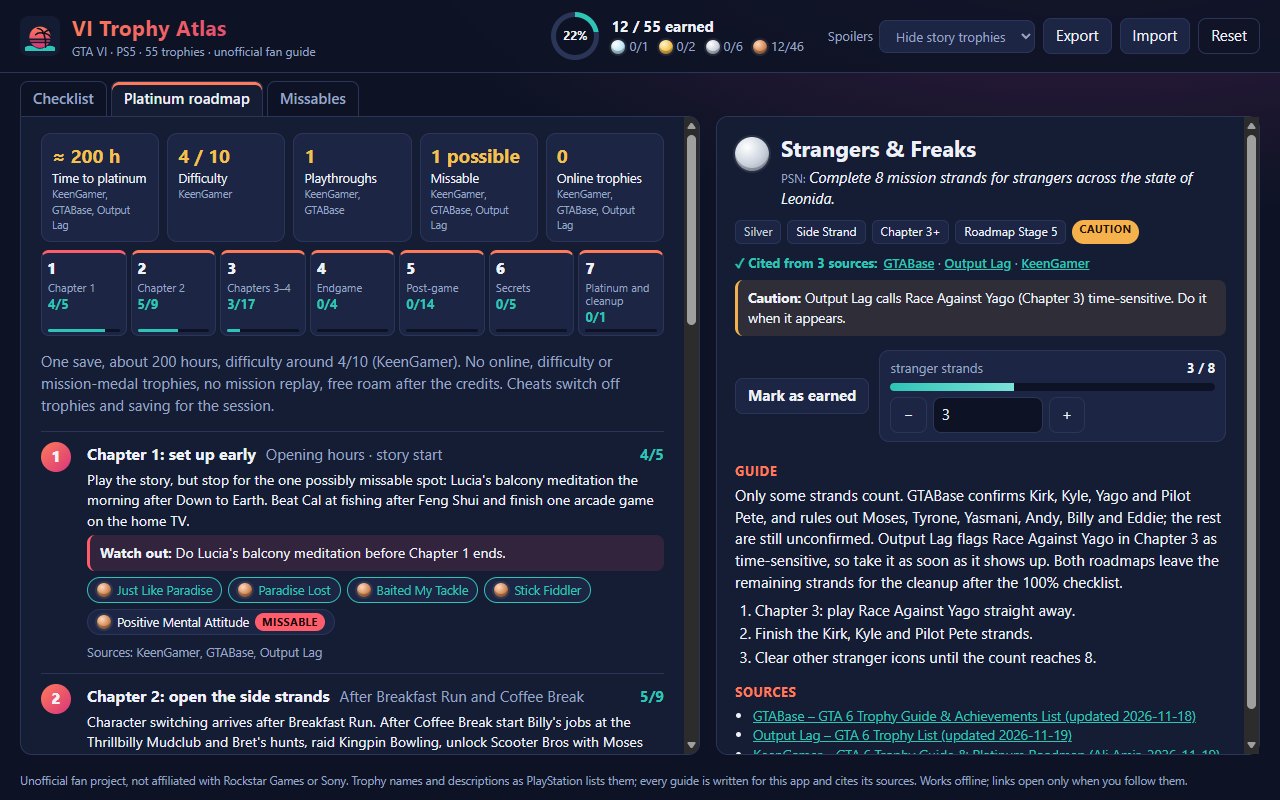 VI Trophy Atlas
GTA VI · PS5 · 55 trophies · unofficial fan guide
22%
12 / 55 earned
0/1 0/2 0/6 12/46
Spoilers
Hide story trophies
Export
Import
Reset
Checklist
Platinum roadmap
Missables
≈ 200 h
Time to platinum
KeenGamer,
GTABase, Output
Lag
4 / 10
Difficulty
KeenGamer
1
Playthroughs
KeenGamer,
GTABase
1 possible
Missable
KeenGamer,
GTABase, Output
Lag
0
Online trophies
KeenGamer,
GTABase, Output
Lag
1
Chapter 1
4/5
2
Chapter 2
5/9
3
Chapters 3–4
3/17
4
Endgame
0/4
5
Post-game
0/14
6
Secrets
0/5
7
Platinum and
cleanup
0/1
One save, about 200 hours, difficulty around 4/10 (KeenGamer). No online, difficulty or
mission-medal trophies, no mission replay, free roam after the credits. Cheats switch off
trophies and saving for the session.
1
Chapter 1: set up early Opening hours · story start 4/5
Play the story, but stop for the one possibly missable spot: Lucia's balcony meditation the
morning after Down to Earth. Beat Cal at fishing after Feng Shui and finish one arcade game
on the home TV.
Watch out: Do Lucia's balcony meditation before Chapter 1 ends.
Just Like Paradise
Paradise Lost
Baited My Tackle
Stick Fiddler
Positive Mental Attitude MISSABLE
Sources: KeenGamer, GTABase, Output Lag
2
Chapter 2: open the side strands After Breakfast Run and Coffee Break 5/9
Character switching arrives after Breakfast Run. After Coffee Break start Billy's jobs at the
Thrillbilly Mudclub and Bret's hunts, raid Kingpin Bowling, unlock Scooter Bros with Moses
Strangers & Freaks
PSN: Complete 8 mission strands for strangers across the state of
Leonida.
Silver
Side Strand
Chapter 3+
Roadmap Stage 5
CAUTION
✓ Cited from 3 sources: GTABase · Output Lag · KeenGamer
Caution: Output Lag calls Race Against Yago (Chapter 3) time-sensitive. Do it
when it appears.
Mark as earned
stranger strands 3 / 8
− 3 +
GUIDE
Only some strands count. GTABase confirms Kirk, Kyle, Yago and Pilot
Pete, and rules out Moses, Tyrone, Yasmani, Andy, Billy and Eddie; the rest
are still unconfirmed. Output Lag flags Race Against Yago in Chapter 3 as
time-sensitive, so take it as soon as it shows up. Both roadmaps leave the
remaining strands for the cleanup after the 100% checklist.
1. Chapter 3: play Race Against Yago straight away.
2. Finish the Kirk, Kyle and Pilot Pete strands.
3. Clear other stranger icons until the count reaches 8.
SOURCES
• GTABase – GTA 6 Trophy Guide & Achievements List (updated 2026-11-18)
• Output Lag – GTA 6 Trophy List (updated 2026-11-19)
• KeenGamer – GTA 6 Trophy Guide & Platinum Roadmap
Unofficial fan project, not affiliated with Rockstar Games or Sony. Trophy names and descriptions as PlayStation lists them; every guide is written for this app and cites its sources. Works offline; links open only when you follow them.